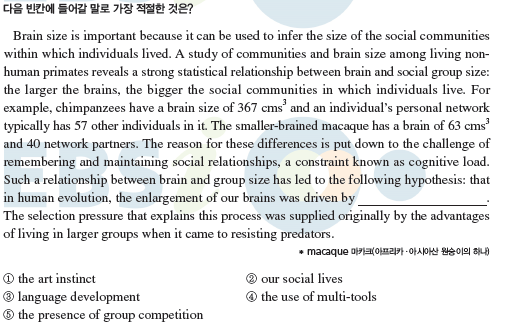 다음 빈칸에 들어갈 말로 가장 적절한 것은?
Brain size is important because it can be used to infer the size of the social communities
within which individuals lived. A study of communities and brain size among living non-
human primates reveals a strong statistical relationship between brain and social group size:
the larger the brains, the bigger the social communities in which individuals live. For
example, chimpanzees have a brain size of 367 cms³ and an individual's personal network
typically has 57 other individuals in it. The smaller-brained macaque has a brain of 63 cms³
and 40 network partners. The reason for these differences is put down to the challenge of
remembering and maintaining social relationships, a constraint known as cognitive load.
Such a relationship between brain and group size has led to the following hypothesis: that
in human evolution, the enlargement of our brains was driven by ____________________.
The selection pressure that explains this process was supplied originally by the advantages
of living in larger groups when it came to resisting predators.
* macaque 마카크(아프리카·아시아산 원숭이의 하나)
① the art instinct ② our social lives
③ language development ④ the use of multi-tools
⑤ the presence of group competition
EBS